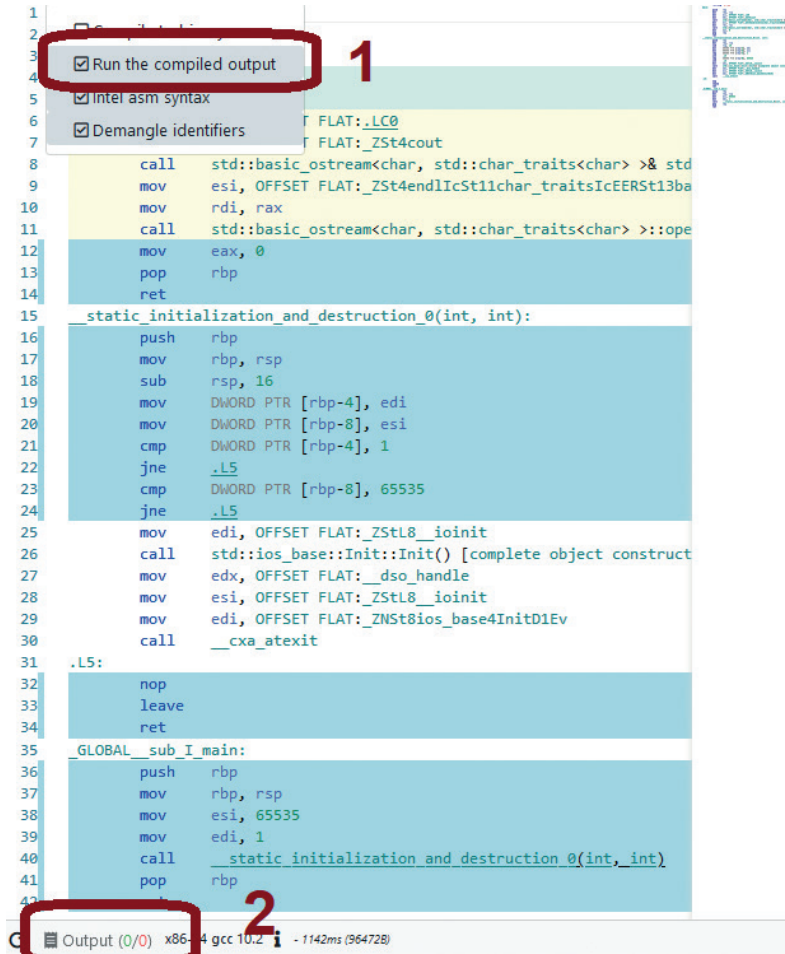 1
2
3 Run the compiled output 1
4
5 Intel asm syntax
6 FLAT:.LC0
Demangle identifiers
7 FLAT:_ZSt4cout
8 call std::basic_ostream<char, std::char_traits<char> >& std
9 mov esi, OFFSET FLAT:_ZSt4endlIcSt11char_traitsIcEERSt13ba
10 mov rdi, rax
11 call std::basic_ostream<char, std::char_traits<char> >::ope
12 mov eax, 0
13 pop rbp
14 ret
15 __static_initialization_and_destruction_0(int, int):
16 push rbp
17 mov rbp, rsp
18 sub rsp, 16
19 mov DWORD PTR [rbp-4], edi
20 mov DWORD PTR [rbp-8], esi
21 cmp DWORD PTR [rbp-4], 1
22 jne .L5
23 cmp DWORD PTR [rbp-8], 65535
24 jne .L5
25 mov edi, OFFSET FLAT:_ZStL8__ioinit
26 call std::ios_base::Init::Init() [complete object construct
27 mov edx, OFFSET FLAT:__dso_handle
28 mov esi, OFFSET FLAT:_ZStL8__ioinit
29 mov edi, OFFSET FLAT:_ZNSt8ios_base4InitD1Ev
30 call __cxa_atexit
31 .L5:
32 nop
33 leave
34 ret
35 _GLOBAL__sub_I_main:
36 push rbp
37 mov rbp, rsp
38 mov esi, 65535
39 mov edi, 1
40 call __static_initialization_and_destruction_0(int, int)
41 pop rbp
42
2
Output (0/0) x86- 4 gcc 10.2 i - 1142ms (96472B)